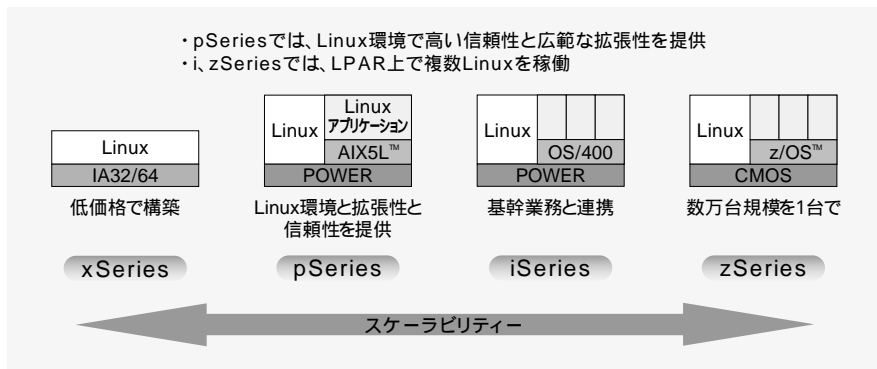 ・pSeriesでは、Linux環境で高い信頼性と広範な拡張性を提供
・i、zSeriesでは、LPAR上で複数Linuxを稼働
Linux
IA32/64
低価格で構築
xSeries
Linux
Linux
アプリケーション
AIX5L™
POWER
Linux環境と拡張性と
信頼性を提供
pSeries
Linux
OS/400
POWER
基幹業務と連携
iSeries
Linux
z/OS™
CMOS
数万台規模を1台で
zSeries
スケーラビリティー